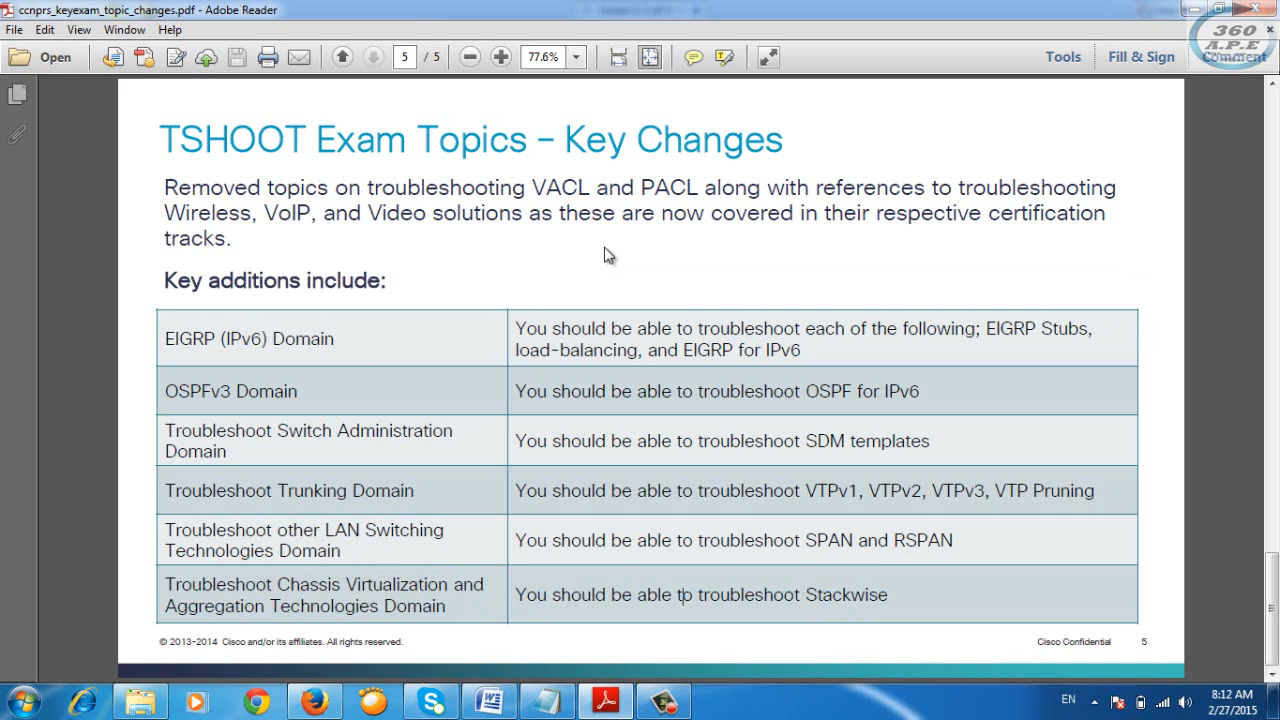 ccnprs_keyexam_topic_changes.pdf - Adobe Reader
File Edit View Window Help
360
A.P.E
Open 5 / 5 77.6% Tools Fill & Sign Comment
TSHOOT Exam Topics – Key Changes
Removed topics on troubleshooting VACL and PACL along with references to troubleshooting
Wireless, VoIP, and Video solutions as these are now covered in their respective certification
tracks.
Key additions include:
EIGRP (IPv6) Domain
You should be able to troubleshoot each of the following; EIGRP Stubs,
load-balancing, and EIGRP for IPv6
OSPFv3 Domain
You should be able to troubleshoot OSPF for IPv6
Troubleshoot Switch Administration
Domain
You should be able to troubleshoot SDM templates
Troubleshoot Trunking Domain
You should be able to troubleshoot VTPv1, VTPv2, VTPv3, VTP Pruning
Troubleshoot other LAN Switching
Technologies Domain
You should be able to troubleshoot SPAN and RSPAN
Troubleshoot Chassis Virtualization and
Aggregation Technologies Domain
You should be able to troubleshoot Stackwise
© 2013-2014 Cisco and/or its affiliates. All rights reserved.
Cisco Confidential 5
EN
8:12 AM
2/27/2015